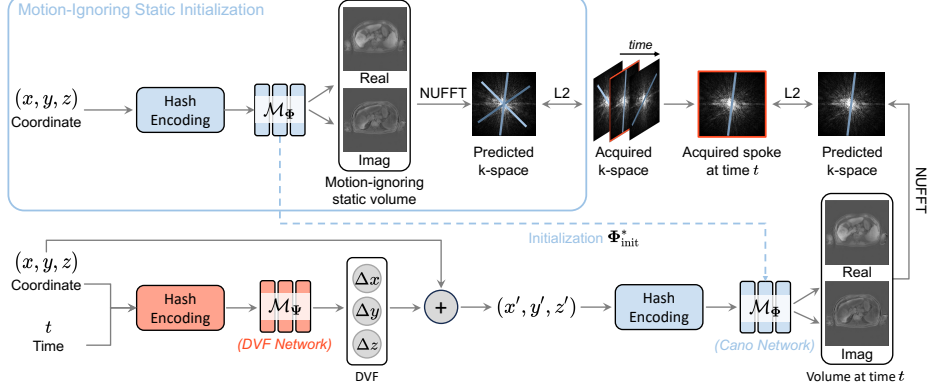 Motion-Ignoring Static Initialization
(x, y, z)
Coordinate
Hash
Encoding
M_Φ
Real
Imag
Motion-ignoring
static volume
NUFFT
Predicted
k-space
L2
time
Acquired
k-space
Acquired spoke
at time t
L2
Predicted
k-space
NUFFT
Initialization Φ*_init
(x, y, z)
Coordinate
t
Time
Hash
Encoding
M_Ψ
(DVF Network)
Δx
Δy
Δz
DVF
+
(x′, y′, z′)
Hash
Encoding
M_Φ
(Cano Network)
Real
Imag
Volume at time t